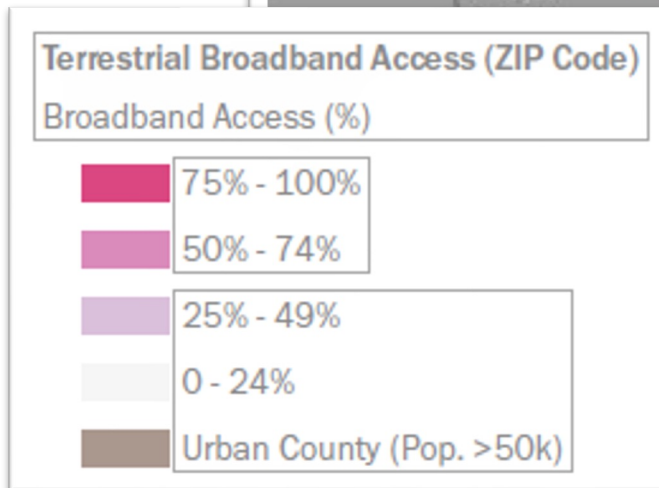 Terrestrial Broadband Access (ZIP Code)
Broadband Access (%)
75% - 100%
50% - 74%
25% - 49%
0 - 24%
Urban County (Pop. >50k)